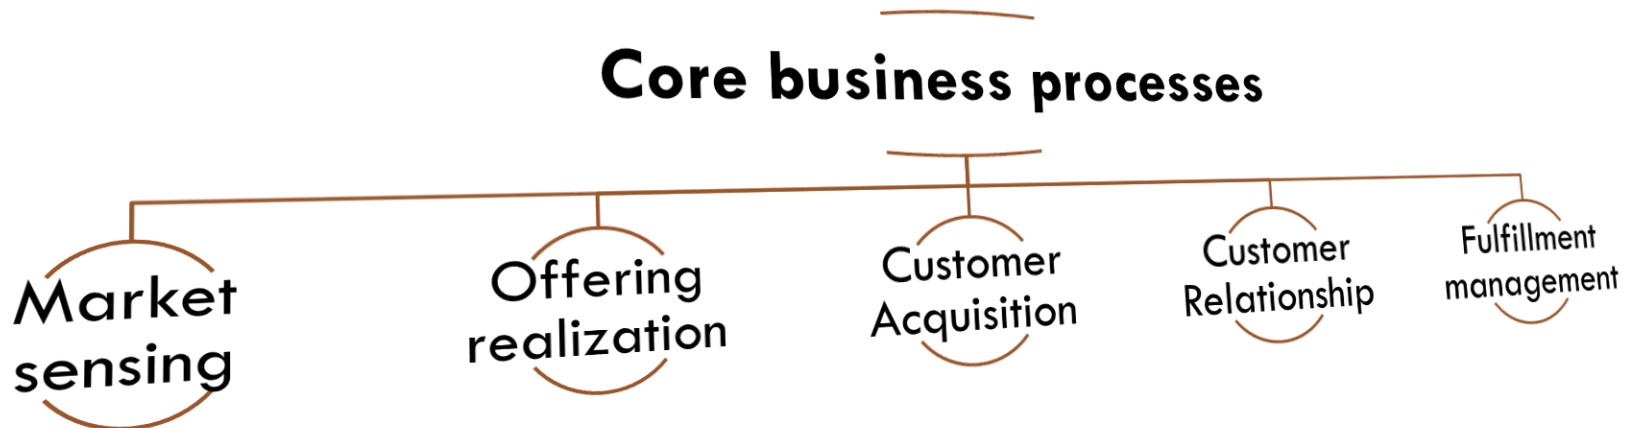 Core business processes
Market
sensing
Offering
realization
Customer
Acquisition
Customer
Relationship
Fulfillment
management